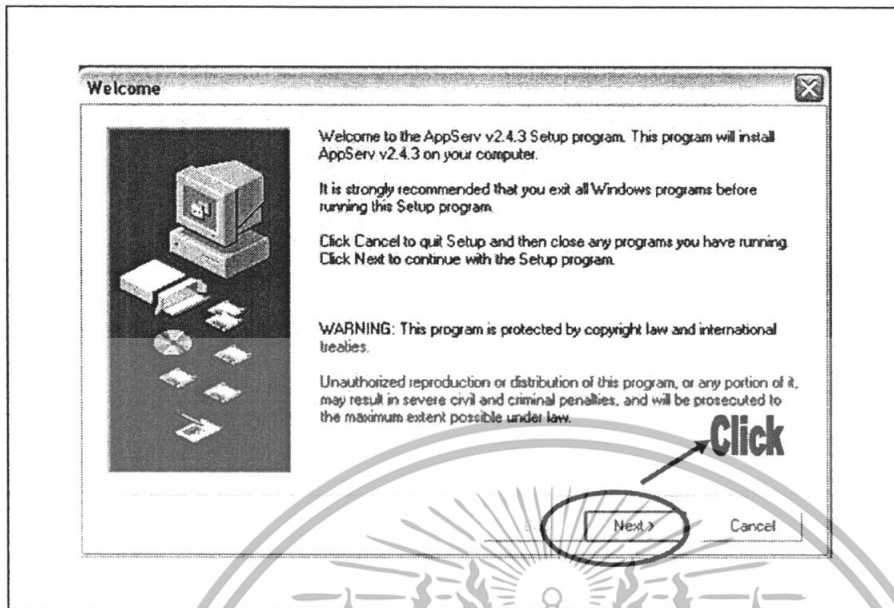 Welcome
Welcome to the AppServ v2.4.3 Setup program. This program will install
AppServ v2.4.3 on your computer.
It is strongly recommended that you exit all Windows programs before
running this Setup program.
Click Cancel to quit Setup and then close any programs you have running.
Click Next to continue with the Setup program.
WARNING: This program is protected by copyright law and international
treaties.
Unauthorized reproduction or distribution of this program, or any portion of it,
may result in severe civil and criminal penalties, and will be prosecuted to
the maximum extent possible under law.
Click
Next >
Cancel